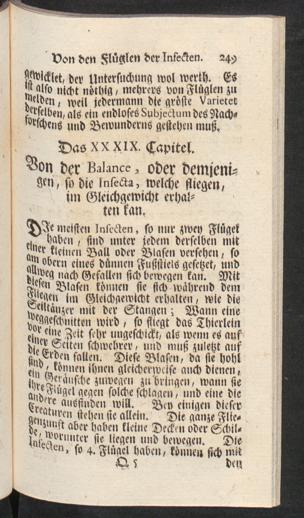 Von den Flüglen der Insecten. 249
gewicklet, der Untersuchung wol werth. Es
ist also nicht nöthig, mehrers von Flüglen zu
melden, weil jedermann die gröste Varietet
derselben, als ein endloses Subjectum des Nach-
forschens und Bewunderns gestehen muß.
Das XXXIX. Capitel.
Von der Balance, oder demjeni-
gen, so die Insecta, welche fliegen,
im Gleichgewicht erhal-
ten kan.
DIe meisten Insecten, so nur zwey Flügel
haben, sind unter jedem derselben mit
einer kleinen Ball oder Blasen versehen, so
am obern eines dünnen Fußstiels gesetzt, und
allweg nach Gefallen sich bewegen kan. Mit
diesen Blasen können sie sich während dem
Fliegen im Gleichgewicht erhalten, wie die
Seiltänzer mit der Stangen; Wann eine
weggeschnitten wird, so fliegt das Thierlein
vor eine Zeit sehr ungeschickt, als wenn es auf
einer Seiten schwehrer, und muß zuletzt auf
die Erden fallen. Diese Blasen, da sie hohl
sind, können ihnen gleicherweise auch dienen,
ein Geräusche zuwegen zu bringen, wann sie
ihre Flügel gegen solche schlagen, und eine die
andere ausfinden will. Bey einigen dieser
Creaturen stehen sie allein. Die ganze Flie-
genzunft aber haben kleine Decken oder Schil-
de, worunter sie liegen und bewegen. Die
Insecten, so 4. Flügel haben, können sich mit
Q 5 den